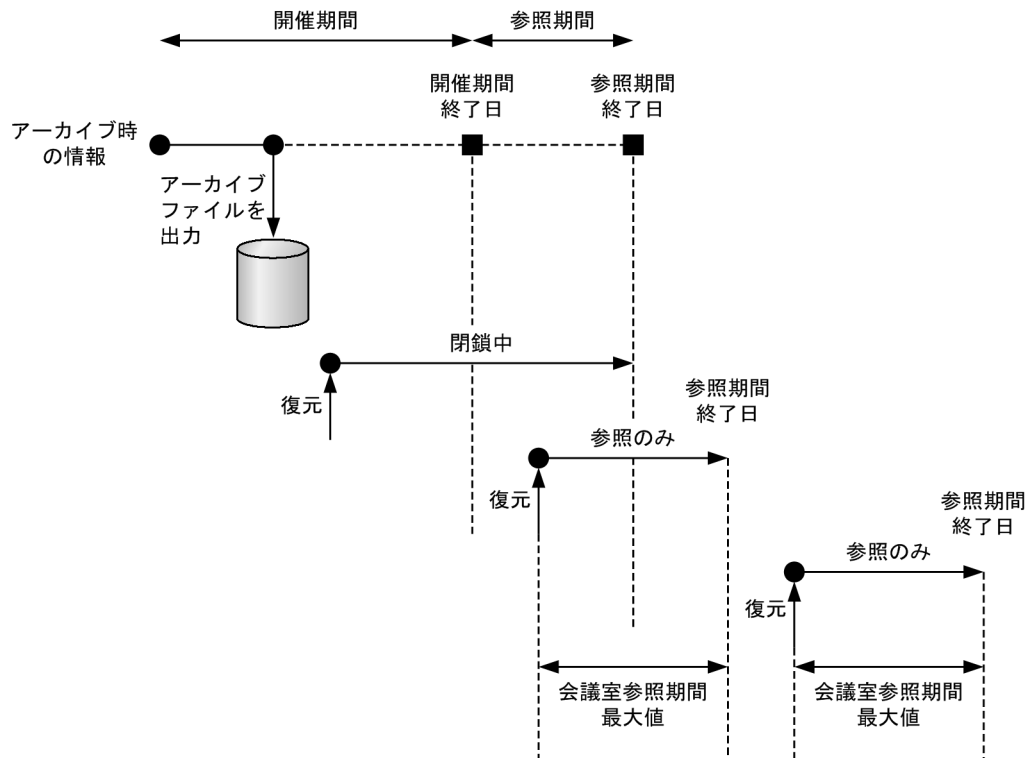 開催期間
参照期間
開催期間
終了日
参照期間
終了日
アーカイブ時
の情報
アーカイブ
ファイルを
出力
閉鎖中
復元
参照期間
終了日
参照のみ
復元
参照期間
終了日
参照のみ
復元
会議室参照期間
最大値
会議室参照期間
最大値